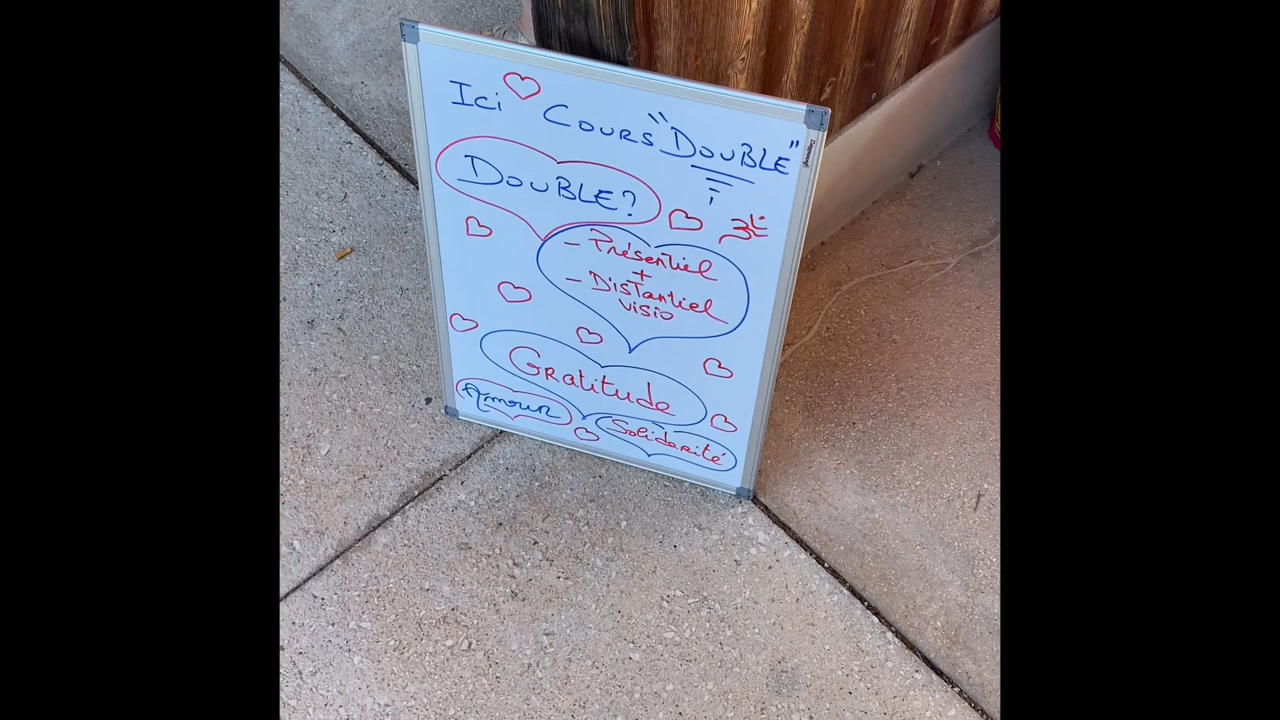 Ici Cours "DOUBLE"
DOUBLE?
- Présentiel
+
- Distantiel
visio
Gratitude
Amour
Solidarité